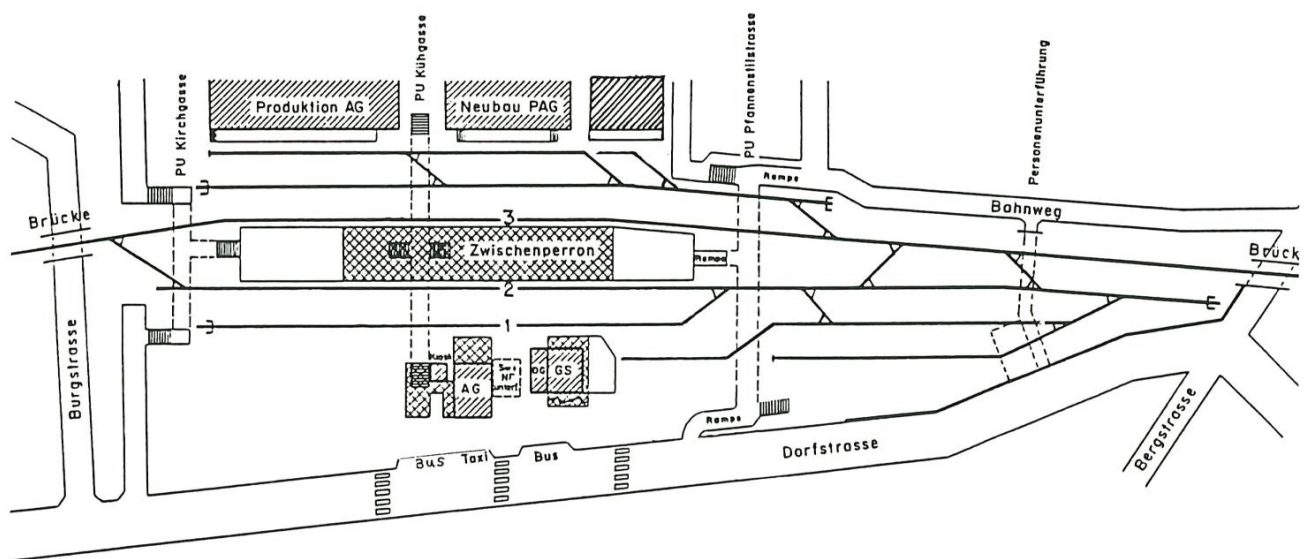 PU Kirchgasse
Produktion AG
PU Kühgasse
Neubau PAG
PU Pfannenstilstrasse
Rampe
Personenunterführung
Bahnweg
Brücke
Brück
3
Zwischenperron
Rampe
2
1
Kiosk
AG
DG
GS
Rampe
Burgstrasse
Bus
Taxi
Bus
Dorfstrasse
Bergstrasse